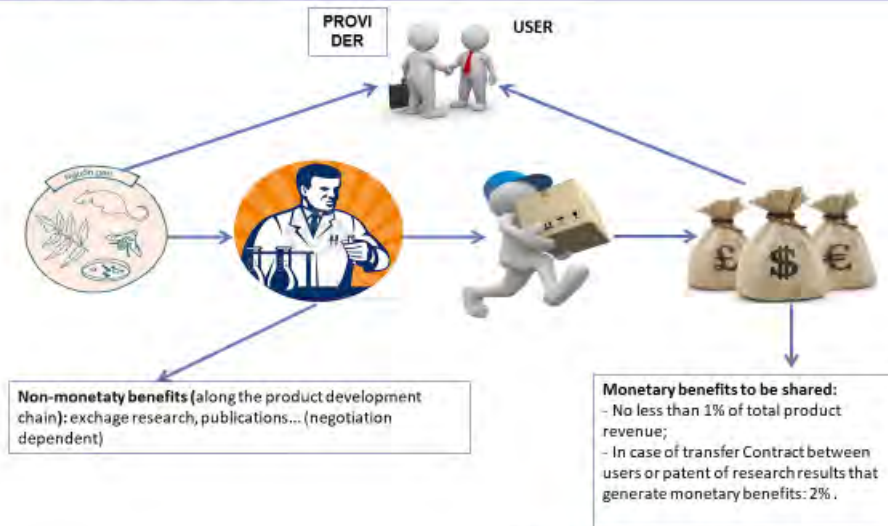 PROVI
DER
USER
nguồn gen
£
$
€
Non-monetaty benefits (along the product development
chain): exchage research, publications... (negotiation
dependent)
Monetary benefits to be shared:
- No less than 1% of total product
revenue;
- In case of transfer Contract between
users or patent of research results that
generate monetary benefits: 2% .